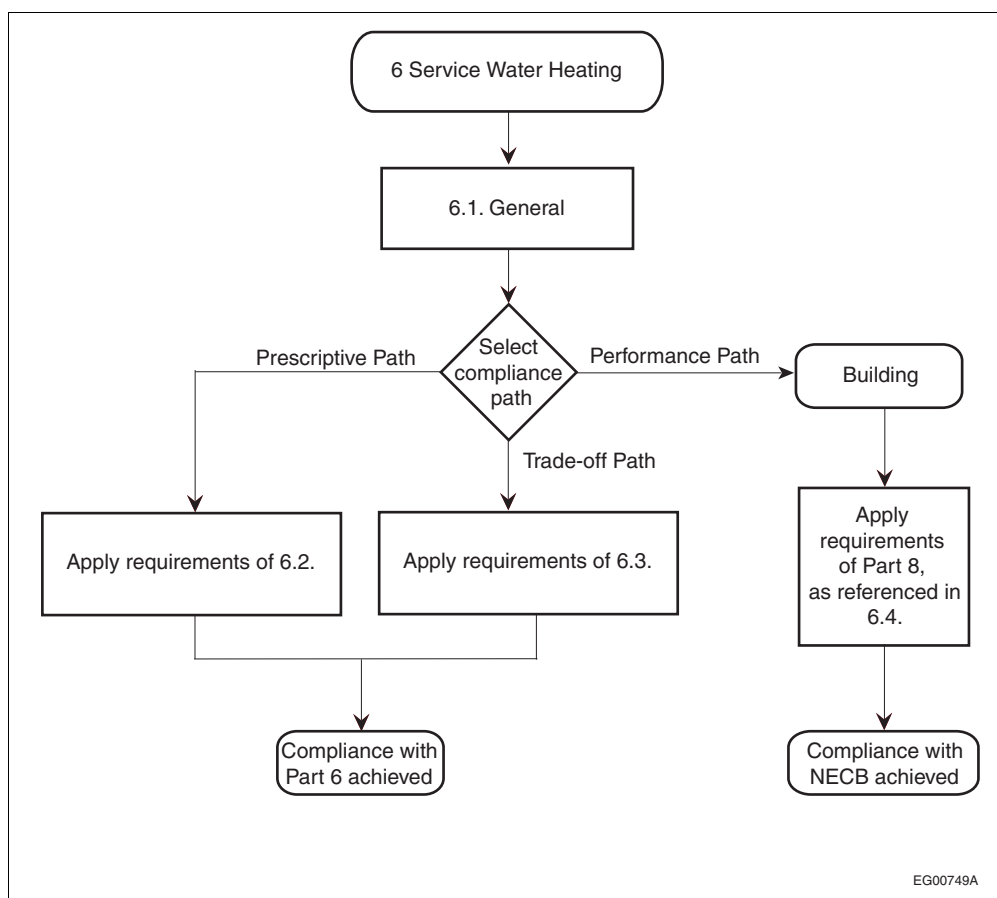 6 Service Water Heating
6.1. General
Select
compliance
path
Prescriptive Path
Performance Path
Trade-off Path
Building
Apply requirements of 6.2.
Apply requirements of 6.3.
Apply
requirements
of Part 8,
as referenced in
6.4.
Compliance with
Part 6 achieved
Compliance with
NECB achieved
EG00749A